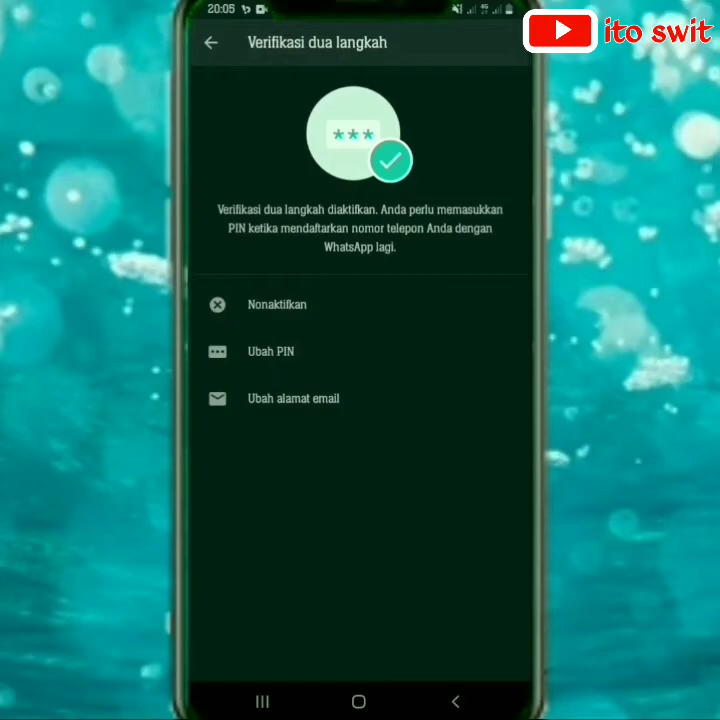 20:05
ito swit
Verifikasi dua langkah
***
Verifikasi dua langkah diaktifkan. Anda perlu memasukkan
PIN ketika mendaftarkan nomor telepon Anda dengan
WhatsApp lagi.
Nonaktifkan
Ubah PIN
Ubah alamat email